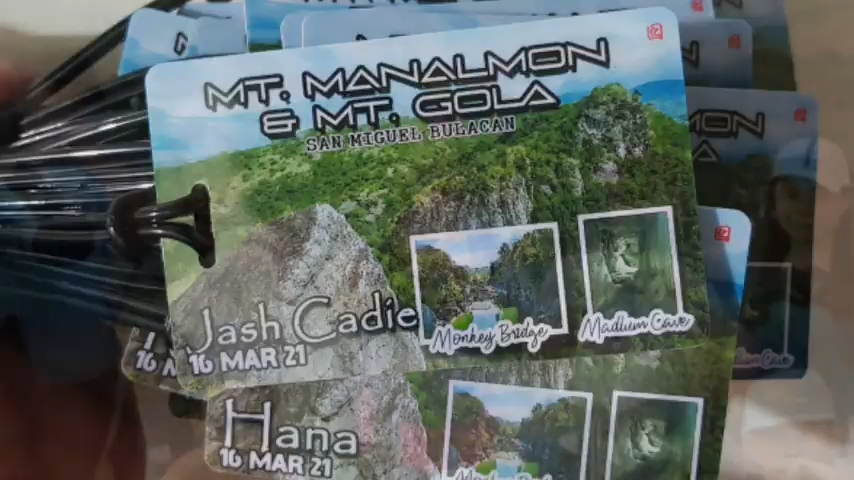 MT. MANALMON
& MT. GOLA
SAN MIGUEL BULACAN
Jash Cadie
16 MAR 21
Monkey Bridge
Madlum Cave
Hana
16 MAR 21